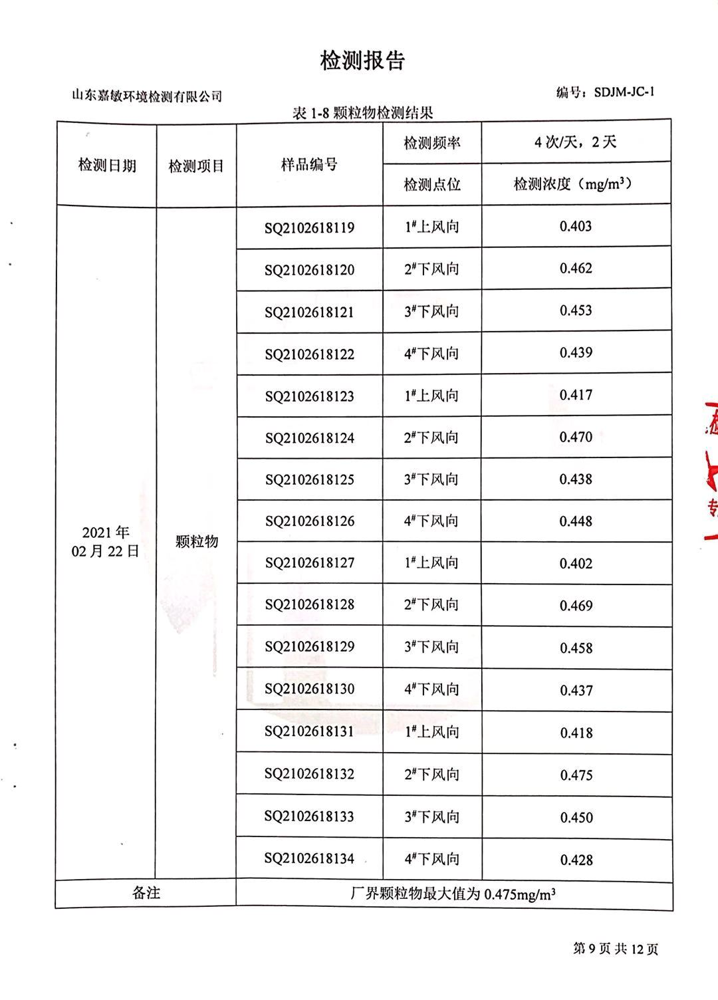 检测报告
山东嘉敏环境检测有限公司 编号：SDJM-JC-1
表 1-8 颗粒物检测结果
检测日期 检测项目 样品编号 检测频率 4 次/天，2 天
检测点位 检测浓度（mg/m³）
SQ2102618119 1#上风向 0.403
SQ2102618120 2#下风向 0.462
SQ2102618121 3#下风向 0.453
SQ2102618122 4#下风向 0.439
SQ2102618123 1#上风向 0.417
SQ2102618124 2#下风向 0.470
SQ2102618125 3#下风向 0.438
SQ2102618126 4#下风向 0.448
2021 年
02 月 22 日
颗粒物
SQ2102618127 1#上风向 0.402
SQ2102618128 2#下风向 0.469
SQ2102618129 3#下风向 0.458
SQ2102618130 4#下风向 0.437
SQ2102618131 1#上风向 0.418
SQ2102618132 2#下风向 0.475
SQ2102618133 3#下风向 0.450
SQ2102618134 4#下风向 0.428
备注 厂界颗粒物最大值为 0.475mg/m³
第 9 页 共 12 页